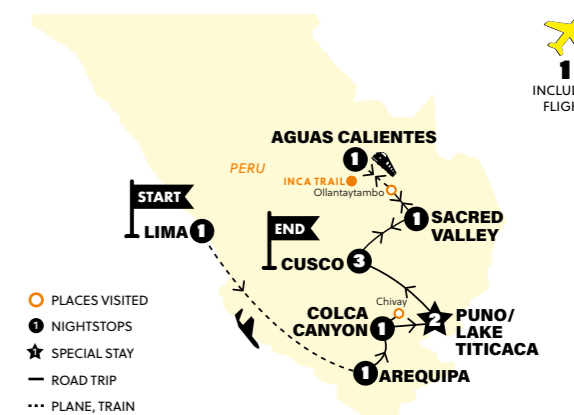 1
INCLU
FLIGH
AGUAS CALIENTES
1
PERU
INCA TRAIL
Ollantaytambo
START
LIMA 1
1 SACRED
VALLEY
END
CUSCO 3
PLACES VISITED
1 NIGHTSTOPS
1 SPECIAL STAY
ROAD TRIP
PLANE, TRAIN
Chivay
COLCA
CANYON 1
2 PUNO/
LAKE
TITICACA
1 AREQUIPA